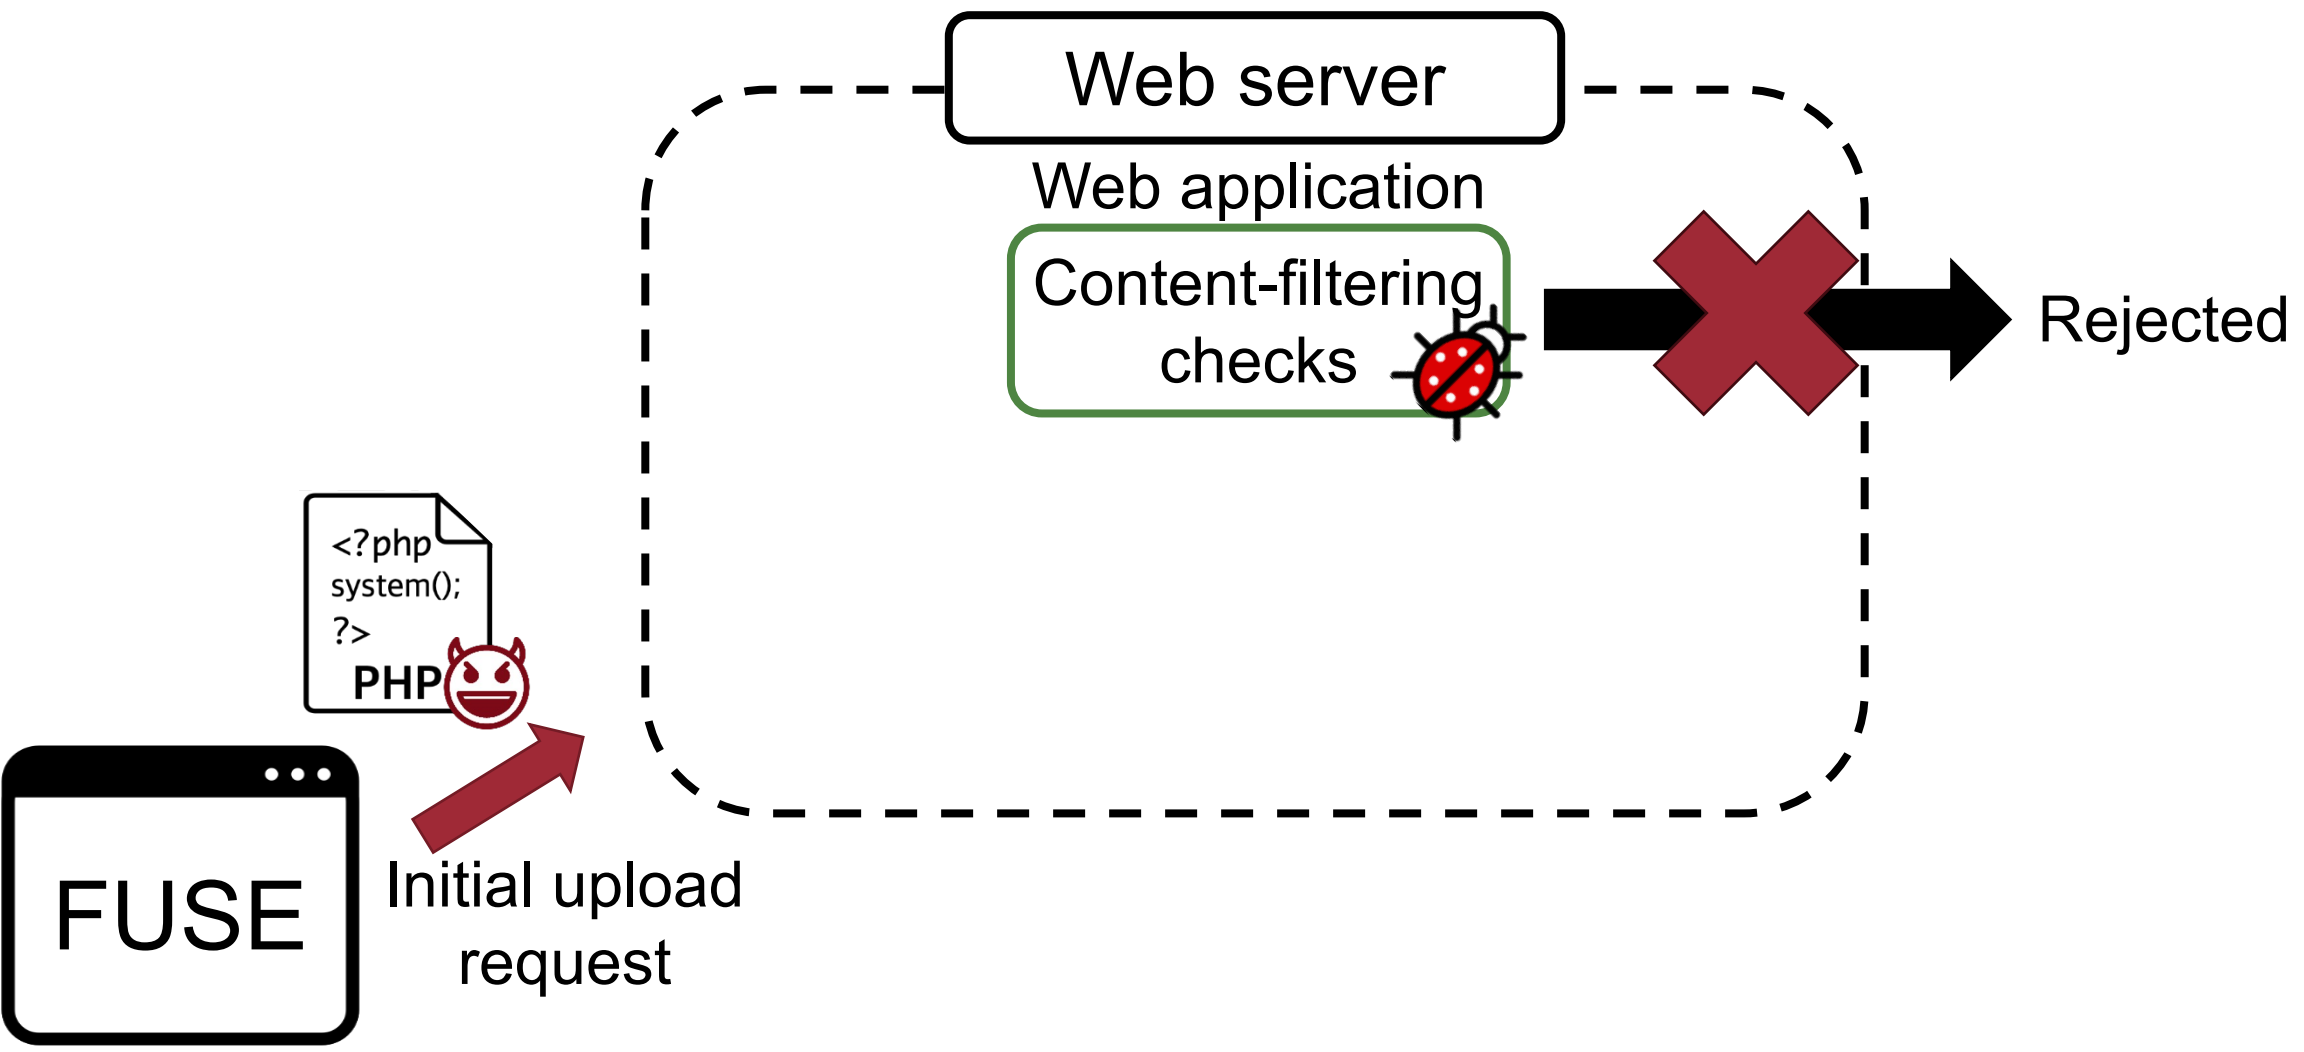 Web server
Web application
Content-filtering
checks
Rejected
<?php
system();
?>
PHP
FUSE
Initial upload
request